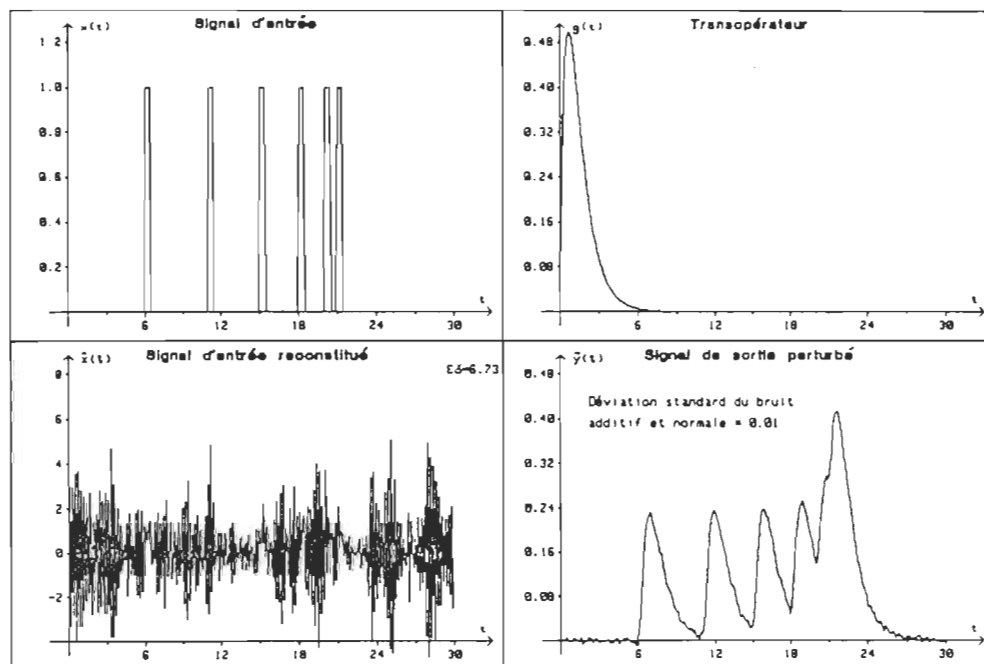 Signal d'entrée
x(t)
1 2
1.0
0.8
0.6
0.4
0.2
6 12 18 24 30
t
Transopérateur
g(t)
0.48
0.40
0.32
0.24
0.16
0.08
6 12 18 24 30
t
Signal d'entrée reconstitué
x̂(t)
Eδ=6.73
8
6
4
2
0
-2
6 12 18 24 30
t
Signal de sortie perturbé
ỹ(t)
Déviation standard du bruit
additif et normale = 0.01
0.48
0.40
0.32
0.24
0.16
0.08
6 12 18 24 30
t